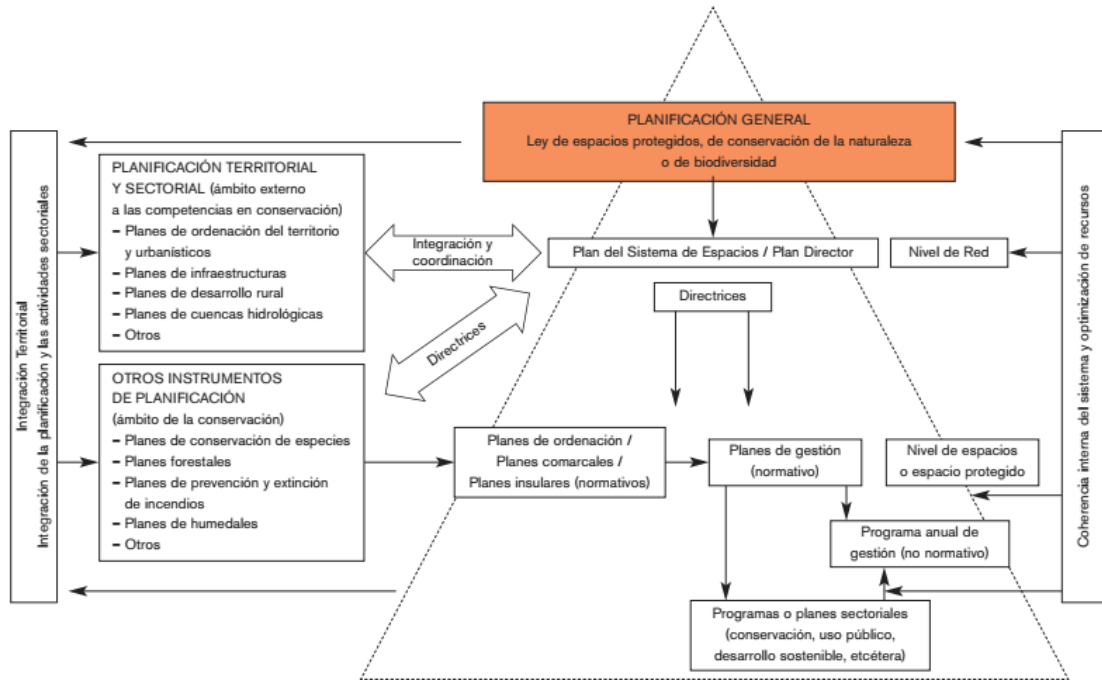 PLANIFICACIÓN GENERAL
Ley de espacios protegidos, de conservación de la naturaleza
o de biodiversidad
Integración Territorial
Integración de la planificación y las actividades sectoriales
PLANIFICACIÓN TERRITORIAL
Y SECTORIAL (ámbito externo
a las competencias en conservación)
– Planes de ordenación del territorio
y urbanísticos
– Planes de infraestructuras
– Planes de desarrollo rural
– Planes de cuencas hidrológicas
– Otros
Integración y
coordinación
Plan del Sistema de Espacios / Plan Director
Nivel de Red
Directrices
Directrices
OTROS INSTRUMENTOS
DE PLANIFICACIÓN
(ámbito de la conservación)
– Planes de conservación de especies
– Planes forestales
– Planes de prevención y extinción
de incendios
– Planes de humedales
– Otros
Planes de ordenación /
Planes comarcales /
Planes insulares (normativos)
Planes de gestión
(normativo)
Nivel de espacios
o espacio protegido
Programa anual de
gestión (no normativo)
Programas o planes sectoriales
(conservación, uso público,
desarrollo sostenible, etcétera)
Coherencia interna del sistema y optimización de recursos